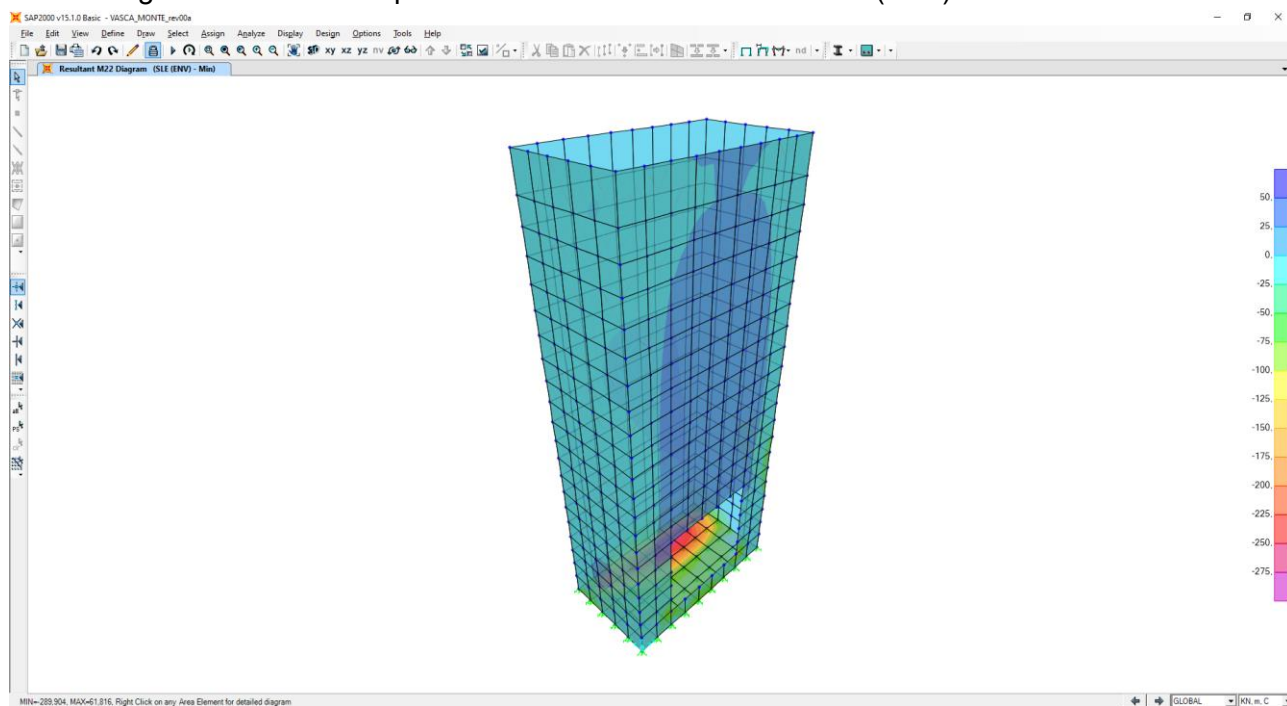 SAP2000 v15.1.0 Basic - VASCA_MONTE_rev00a
File Edit View Define Draw Select Assign Analyze Display Design Options Tools Help
xy xz yz nv nd
Resultant M22 Diagram (SLE (ENV) - Min)
50,
25,
0,
-25,
-50,
-75,
-100,
-125,
-150,
-175,
-200,
-225,
-250,
-275,
MIN=-289,904, MAX=61,816, Right Click on any Area Element for detailed diagram
GLOBAL
KN, m, C